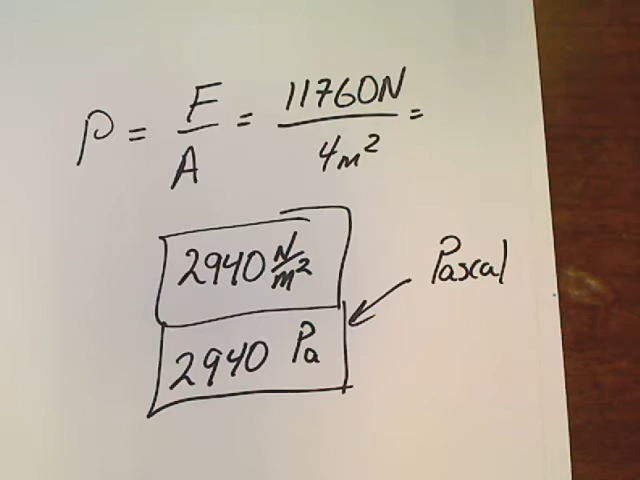 P = F/A = 11760N/4m² =
2940 N/m²
Pascal
2940 Pa